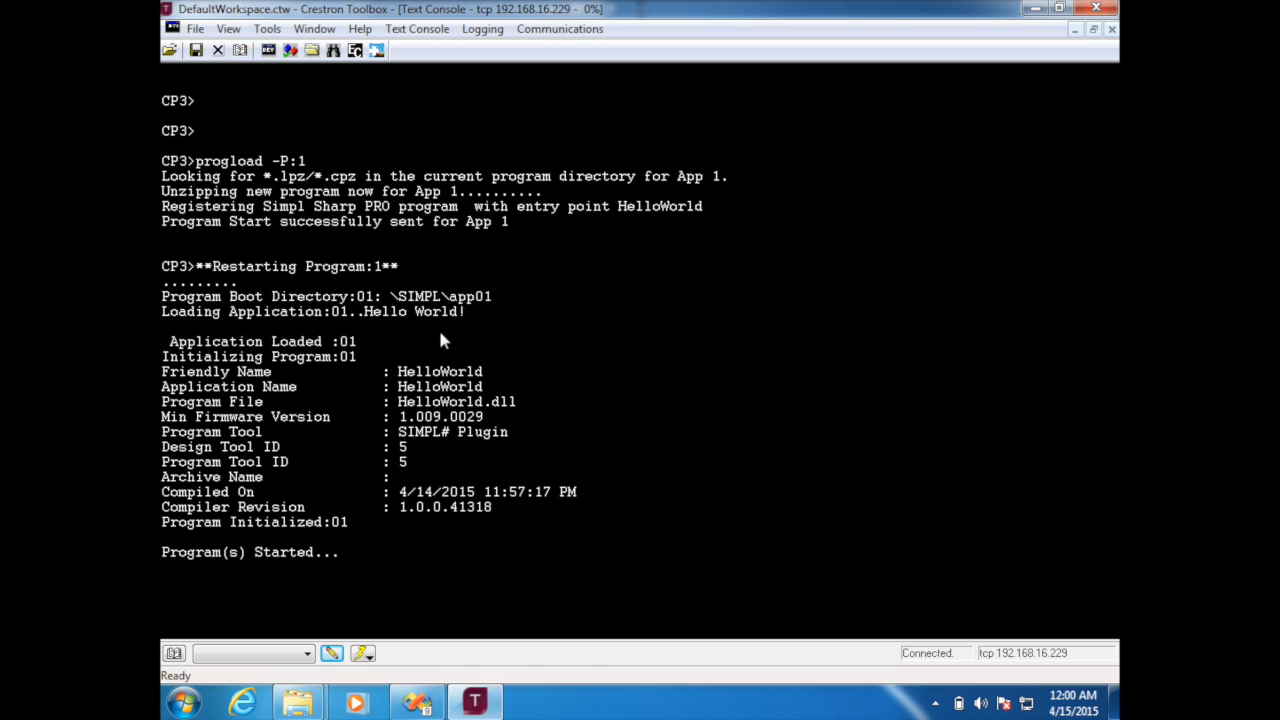 DefaultWorkspace.ctw - Crestron Toolbox - [Text Console - tcp 192.168.16.229 - 0%]
File View Tools Window Help Text Console Logging Communications
CP3>
CP3>
CP3>progload -P:1
Looking for *.lpz/*.cpz in the current program directory for App 1.
Unzipping new program now for App 1..........
Registering Simpl Sharp PRO program  with entry point HelloWorld
Program Start successfully sent for App 1
CP3>**Restarting Program:1**
.........
Program Boot Directory:01: \SIMPL\app01
Loading Application:01..Hello World!
Application Loaded :01
Initializing Program:01
Friendly Name : HelloWorld
Application Name : HelloWorld
Program File : HelloWorld.dll
Min Firmware Version : 1.009.0029
Program Tool : SIMPL# Plugin
Design Tool ID : 5
Program Tool ID : 5
Archive Name :
Compiled On : 4/14/2015 11:57:17 PM
Compiler Revision : 1.0.0.41318
Program Initialized:01
Program(s) Started...
Connected. tcp 192.168.16.229
Ready
12:00 AM
4/15/2015